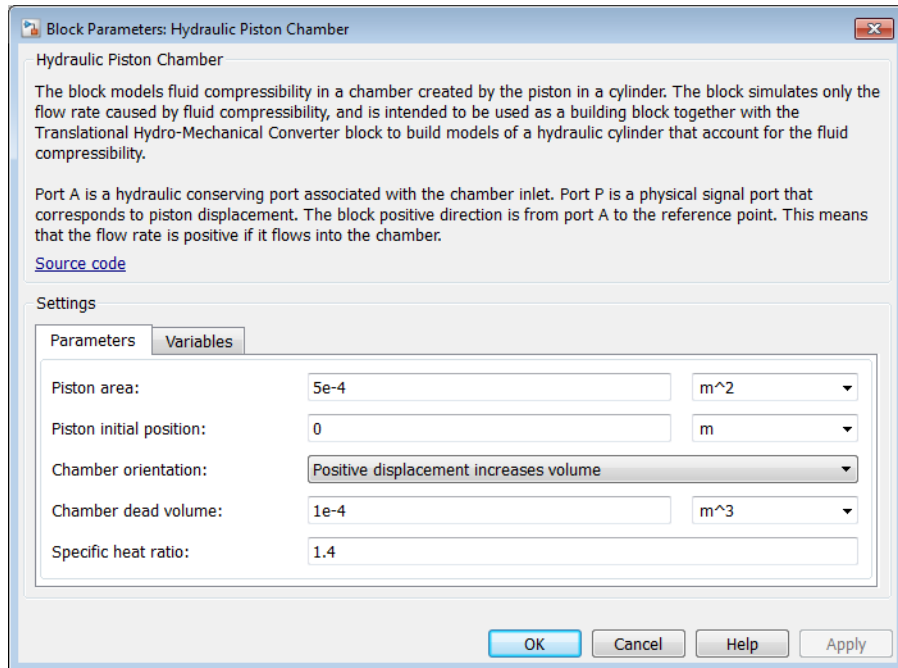 Block Parameters: Hydraulic Piston Chamber
Hydraulic Piston Chamber
The block models fluid compressibility in a chamber created by the piston in a cylinder. The block simulates only the
flow rate caused by fluid compressibility, and is intended to be used as a building block together with the
Translational Hydro-Mechanical Converter block to build models of a hydraulic cylinder that account for the fluid
compressibility.
Port A is a hydraulic conserving port associated with the chamber inlet. Port P is a physical signal port that
corresponds to piston displacement. The block positive direction is from port A to the reference point. This means
that the flow rate is positive if it flows into the chamber.
Source code
Settings
Parameters Variables
Piston area: 5e-4 m^2
Piston initial position: 0 m
Chamber orientation: Positive displacement increases volume
Chamber dead volume: 1e-4 m^3
Specific heat ratio: 1.4
OK Cancel Help Apply